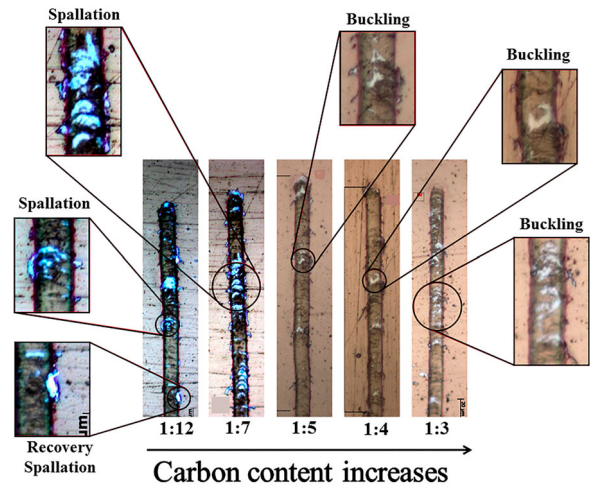 Spallation
Buckling
Buckling
Spallation
Buckling
Recovery
Spallation
1:12
1:7
1:5
1:4
1:3
Carbon content increases